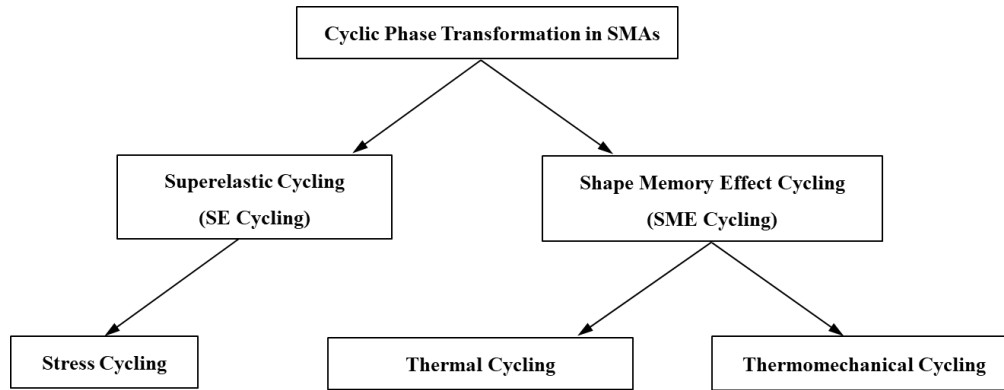 Cyclic Phase Transformation in SMAs
Superelastic Cycling
(SE Cycling)
Shape Memory Effect Cycling
(SME Cycling)
Stress Cycling
Thermal Cycling
Thermomechanical Cycling